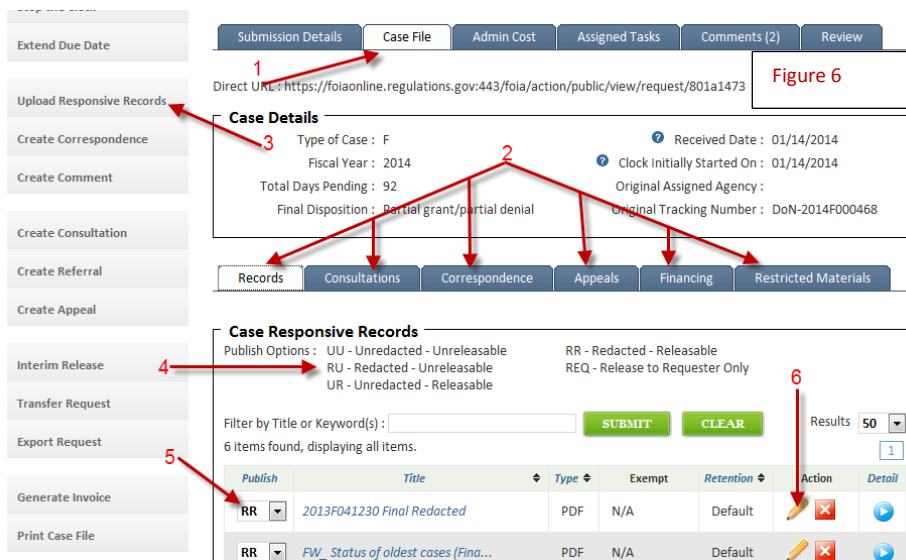 Extend Due Date
Upload Responsive Records
Create Correspondence
Create Comment
Create Consultation
Create Referral
Create Appeal
Interim Release
Transfer Request
Export Request
Generate Invoice
Print Case File
Submission Details Case File Admin Cost Assigned Tasks Comments (2) Review
1
Figure 6
Direct URL : https://foiaonline.regulations.gov:443/foia/action/public/view/request/801a1473
3
2
Case Details
Type of Case : F Received Date : 01/14/2014
Fiscal Year : 2014 Clock Initially Started On : 01/14/2014
Total Days Pending : 92 Original Assigned Agency :
Final Disposition : Partial grant/partial denial Original Tracking Number : DoN-2014F000468
Records Consultations Correspondence Appeals Financing Restricted Materials
Case Responsive Records
Publish Options : UU - Unredacted - Unreleasable RR - Redacted - Releasable
4 RU - Redacted - Unreleasable REQ - Release to Requester Only
UR - Unredacted - Releasable
6
Filter by Title or Keyword(s) : SUBMIT CLEAR Results 50
6 items found, displaying all items. 1
5
Publish Title Type Exempt Retention Action Detail
RR 2013F041230 Final Redacted PDF N/A Default
RR FW_ Status of oldest cases (Fina... PDF N/A Default